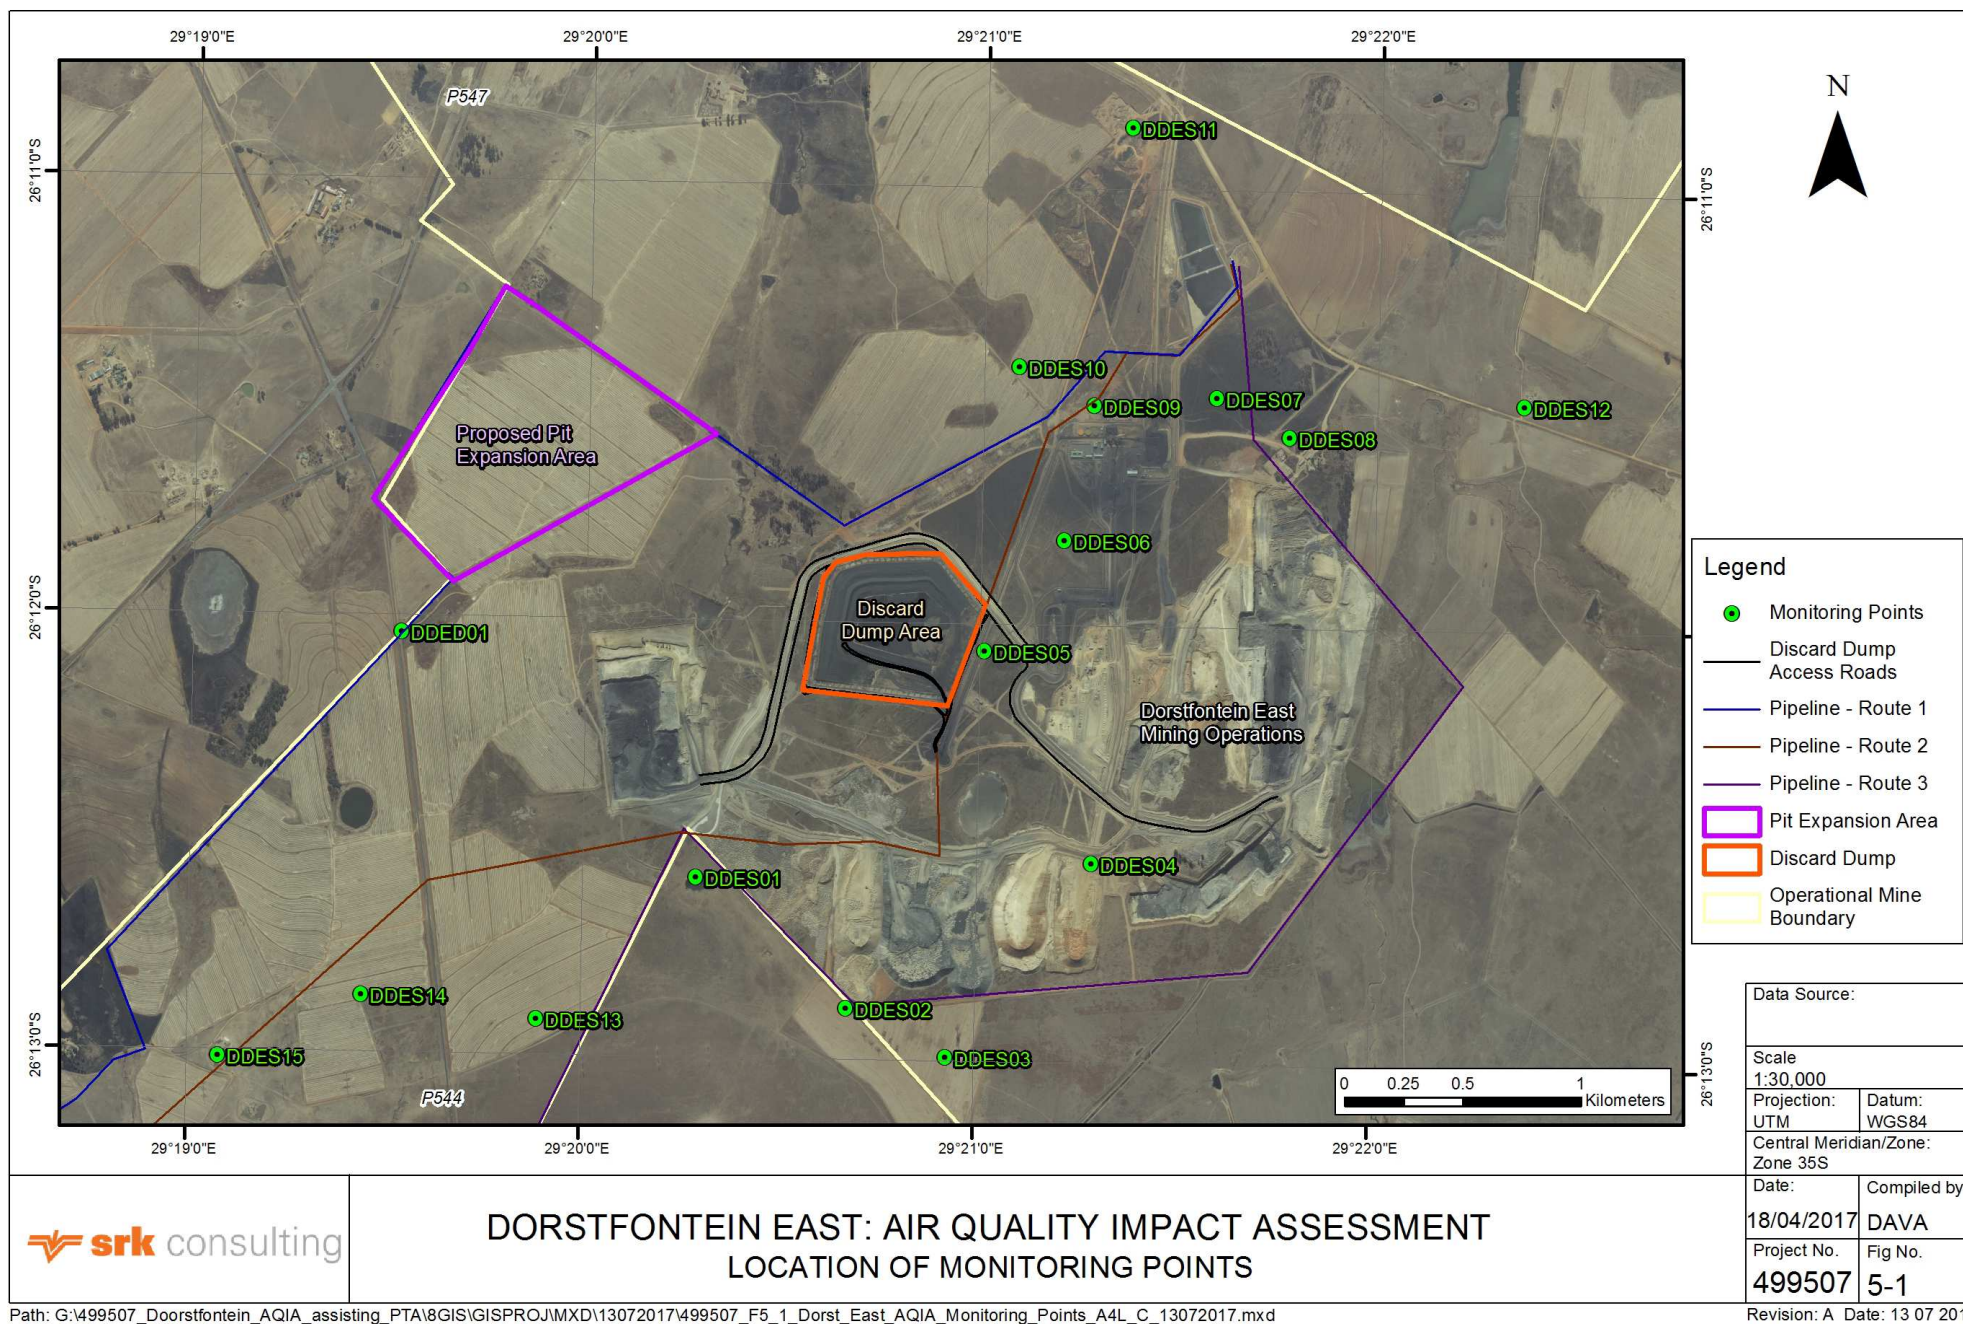 29°19'0"E
29°20'0"E
29°21'0"E
29°22'0"E
N
P547
DDES11
26°11'0"S
26°11'0"S
DDES10
DDES09
DDES07
DDES12
DDES08
Proposed Pit
Expansion Area
DDES06
Discard
Dump Area
26°12'0"S
DDED01
DDES05
Dorstfontein East
Mining Operations
DDES04
DDES01
DDES14
DDES13
DDES02
DDES15
DDES03
26°13'0"S
26°13'0"S
P544
0 0.25 0.5 1
Kilometers
29°19'0"E
29°20'0"E
29°21'0"E
29°22'0"E
Legend
Monitoring Points
Discard Dump
Access Roads
Pipeline - Route 1
Pipeline - Route 2
Pipeline - Route 3
Pit Expansion Area
Discard Dump
Operational Mine
Boundary
Data Source:
Scale
1:30,000
Projection: Datum:
UTM WGS84
Central Meridian/Zone:
Zone 35S
Date: Compiled by
18/04/2017 DAVA
Project No. Fig No.
499507 5-1
srk consulting
DORSTFONTEIN EAST: AIR QUALITY IMPACT ASSESSMENT
LOCATION OF MONITORING POINTS
Path: G:\499507_Doorstfontein_AQIA_assisting_PTA\8GIS\GISPROJ\MXD\13072017\499507_F5_1_Dorst_East_AQIA_Monitoring_Points_A4L_C_13072017.mxd
Revision: A Date: 13 07 201